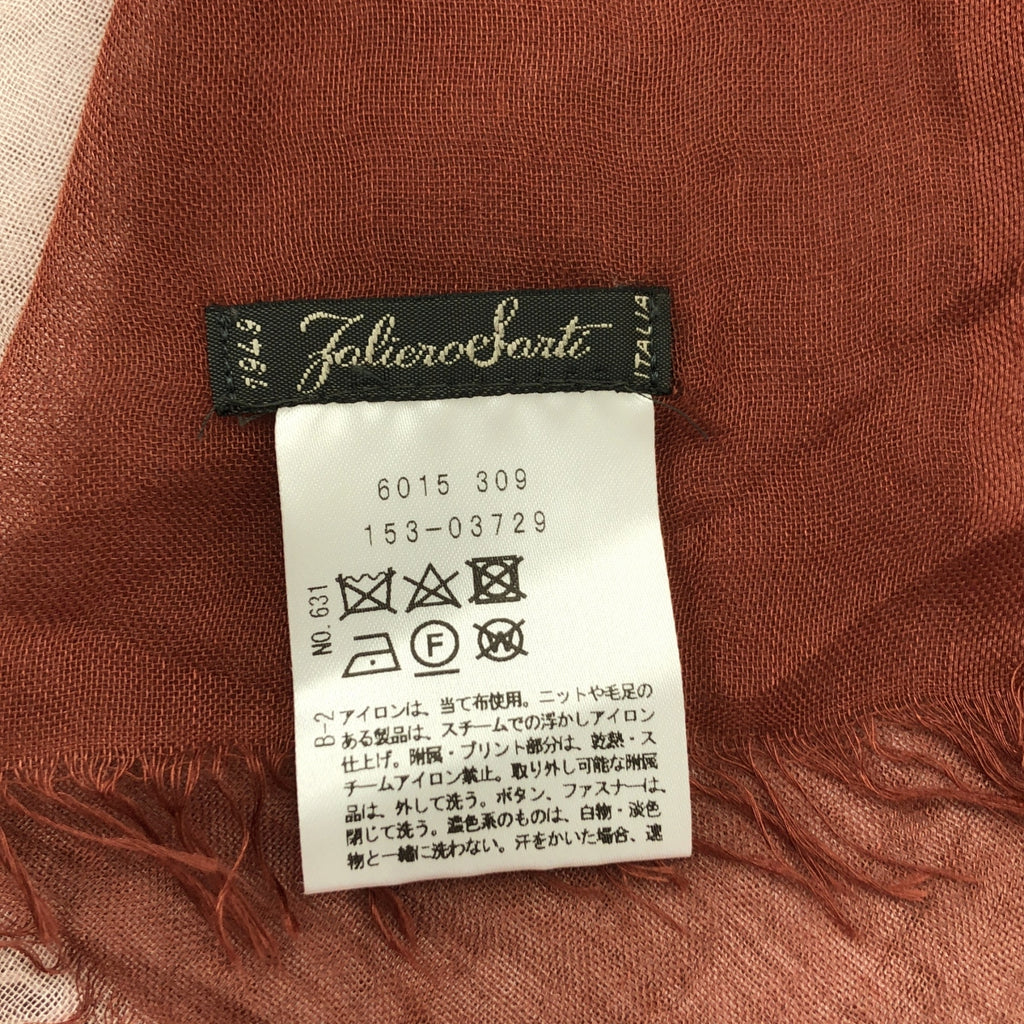 1949
Faliero Sarti
ITALIA
6015 309
153-03729
NO. 631
F
W
B-2
アイロンは、当て布使用。ニットや毛足の
ある製品は、スチームでの浮かしアイロン
仕上げ。附属・プリント部分は、乾熱・ス
チームアイロン禁止。取り外し可能な附属
品は、外して洗う。ボタン、ファスナーは、
閉じて洗う。濃色系のものは、白物・淡色
物と一緒に洗わない。汗をかいた場合、速